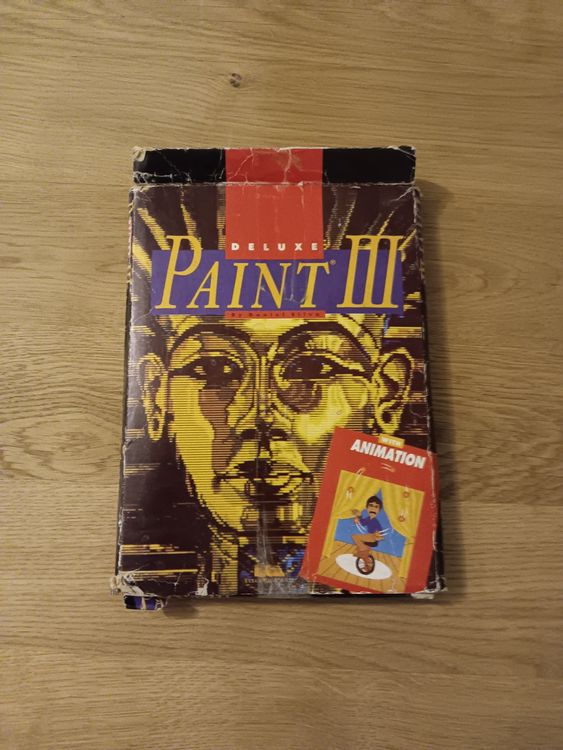 DELUXE
PAINT® III
By Daniel Silva
WITH
ANIMATION